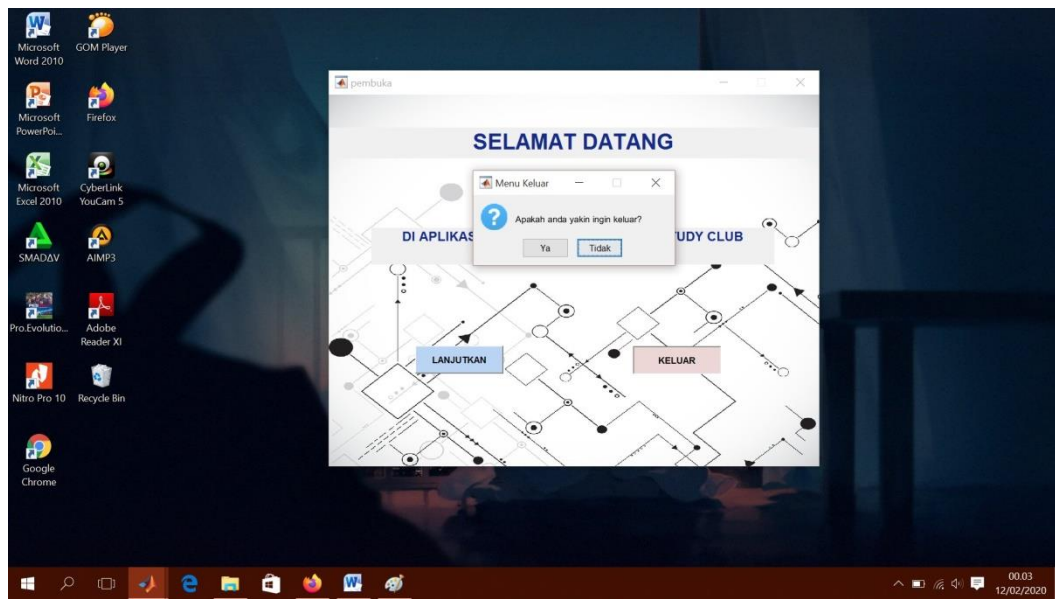 Microsoft
Word 2010
GOM Player
Microsoft
PowerPoi...
Firefox
Microsoft
Excel 2010
CyberLink
YouCam 5
SMADΔV
AIMP3
Pro.Evolutio...
Adobe
Reader XI
Nitro Pro 10
Recycle Bin
Google
Chrome
pembuka
SELAMAT DATANG
Menu Keluar
Apakah anda yakin ingin keluar?
Ya
Tidak
DI APLIKAS
TUDY CLUB
LANJUTKAN
KELUAR
00.03
12/02/2020